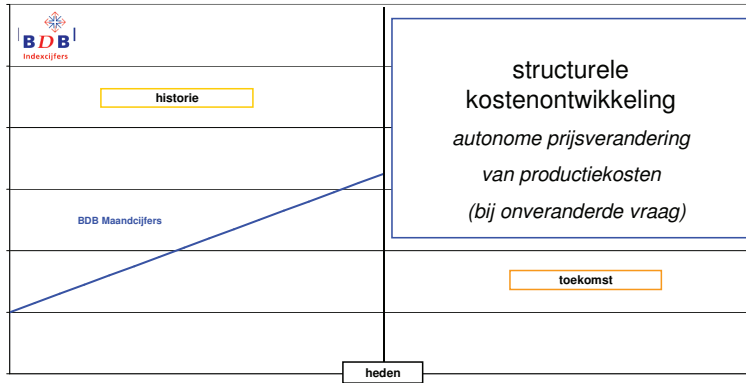 BDB
Indexcijfers
historie
structurele
kostenontwikkeling
autonome prijsverandering
van productiekosten
(bij onveranderde vraag)
BDB Maandcijfers
toekomst
heden